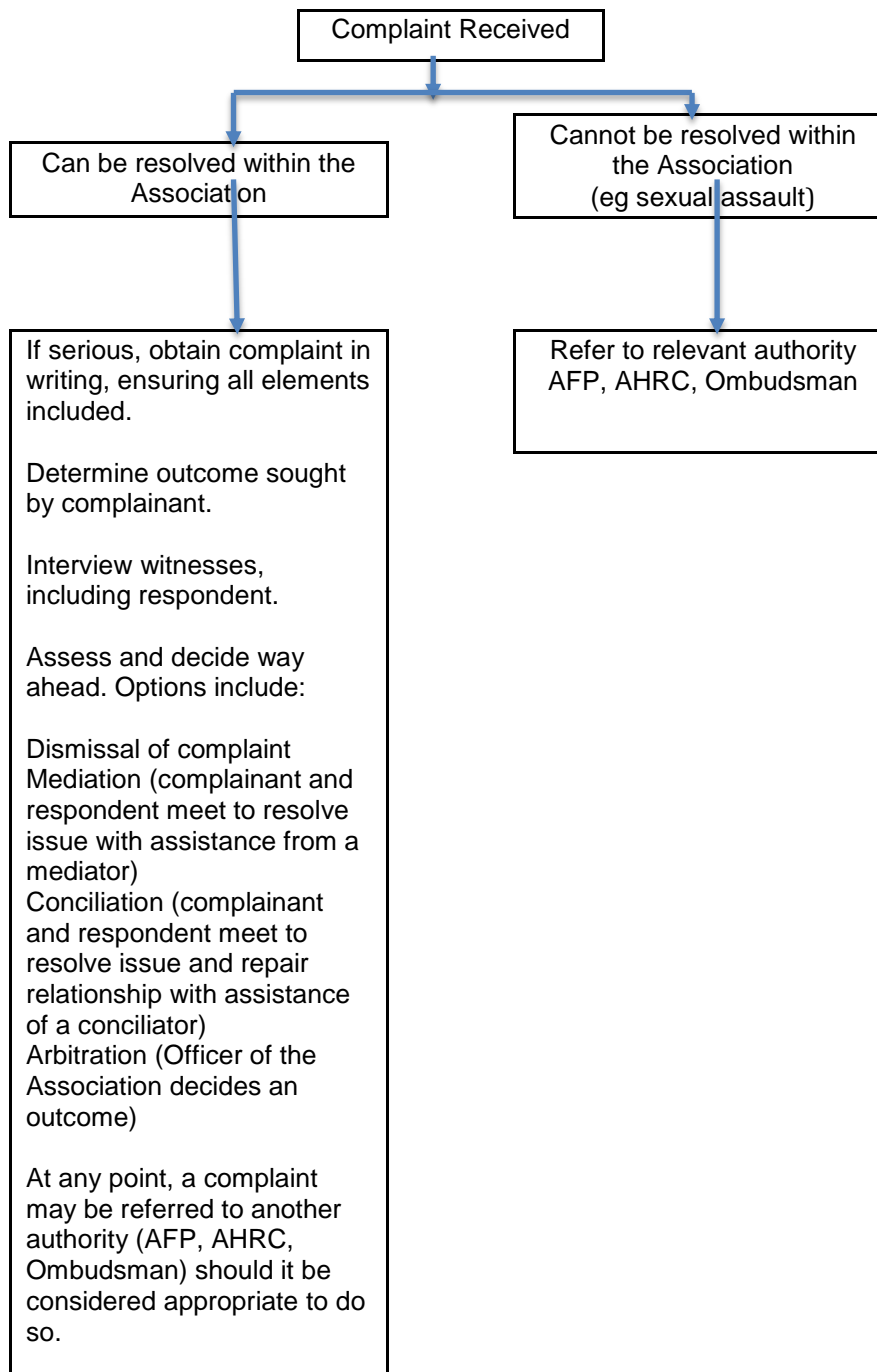 Complaint Received
Can be resolved within the
Association
Cannot be resolved within
the Association
(eg sexual assault)
If serious, obtain complaint in
writing, ensuring all elements
included.
Determine outcome sought
by complainant.
Interview witnesses,
including respondent.
Assess and decide way
ahead. Options include:
Dismissal of complaint
Mediation (complainant and
respondent meet to resolve
issue with assistance from a
mediator)
Conciliation (complainant
and respondent meet to
resolve issue and repair
relationship with assistance
of a conciliator)
Arbitration (Officer of the
Association decides an
outcome)
At any point, a complaint
may be referred to another
authority (AFP, AHRC,
Ombudsman) should it be
considered appropriate to do
so.
Refer to relevant authority
AFP, AHRC, Ombudsman